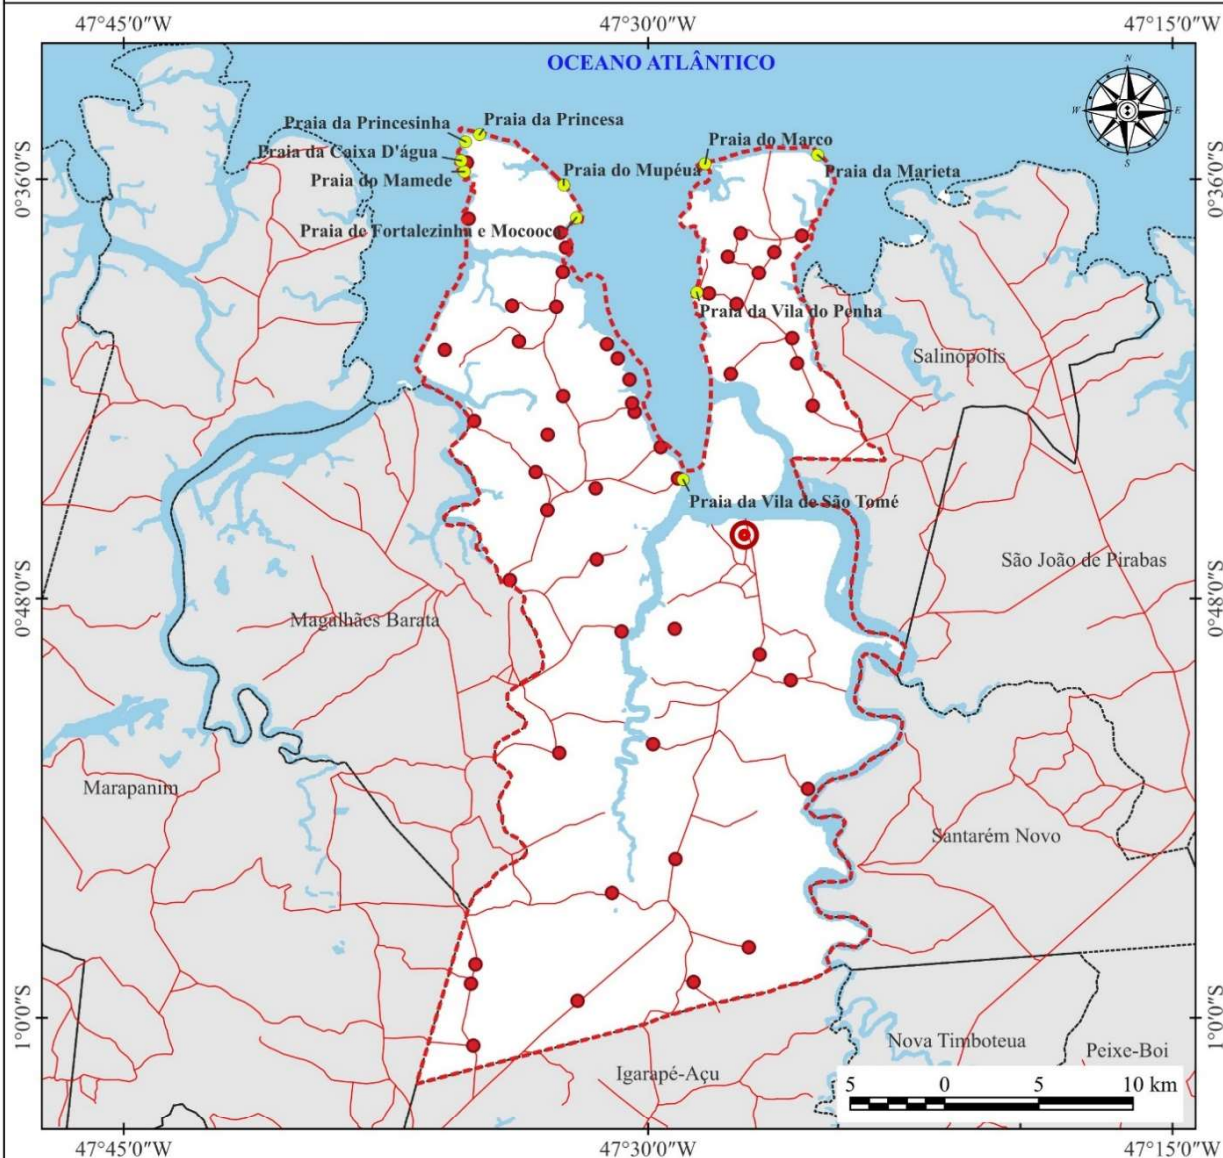 47°45'0"W 47°30'0"W 47°15'0"W
OCEANO ATLÂNTICO
N
W E
S
Praia da Princesinha
Praia da Princesa
Praia da Caixa D'água
Praia do Mamede
Praia do Mupéuá
Praia do Marco
Praia da Marieta
0°36'0"S 0°36'0"S
Praia de Fortalezinha e Mocooca
Praia da Vila do Penha
Salinópolis
Praia da Vila de São Tomé
São João de Pirabas
0°48'0"S 0°48'0"S
Magalhães Barata
Marapanim
Santarém Novo
1°0'0"S 1°0'0"S
Nova Timboteua
Peixe-Boi
Igarapé-Açu
5 0 5 10 km
47°45'0"W 47°30'0"W 47°15'0"W